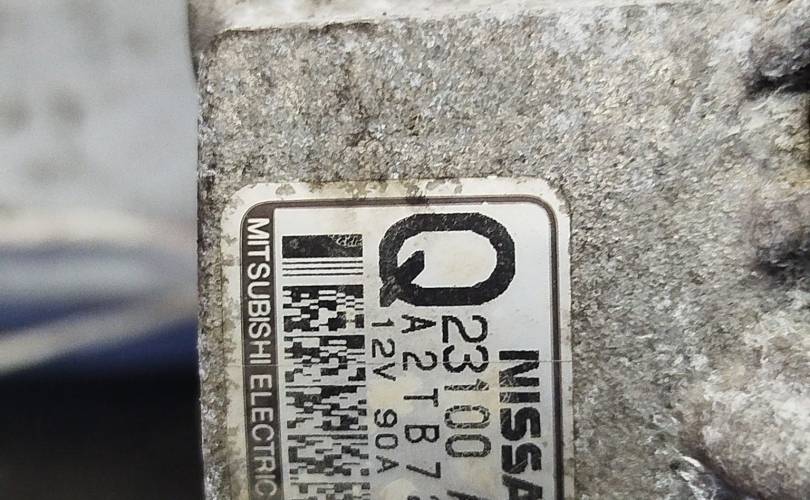 NISSA
Q
23100
A2TB7
12V 90A
MITSUBISHI ELECTRIC